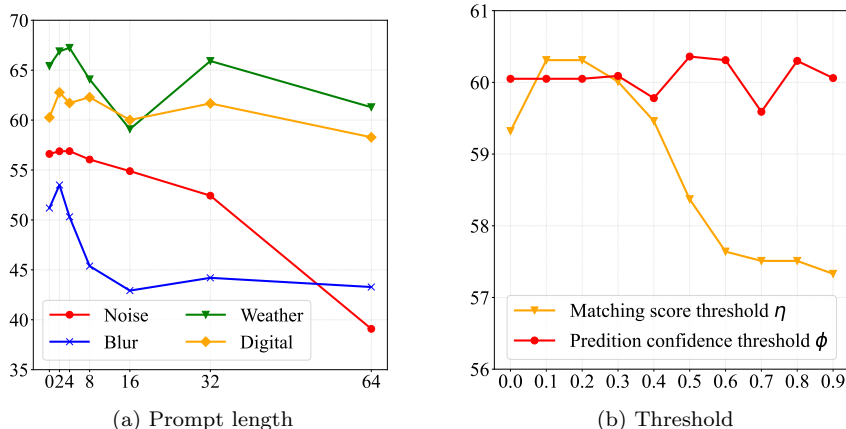 70
65
60
55
50
45
40
35
0 2 4 8 16 32 64
Noise Weather
Blur Digital
(a) Prompt length
61
60
59
58
57
56
0.0 0.1 0.2 0.3 0.4 0.5 0.6 0.7 0.8 0.9
Matching score threshold η
Predition confidence threshold ϕ
(b) Threshold